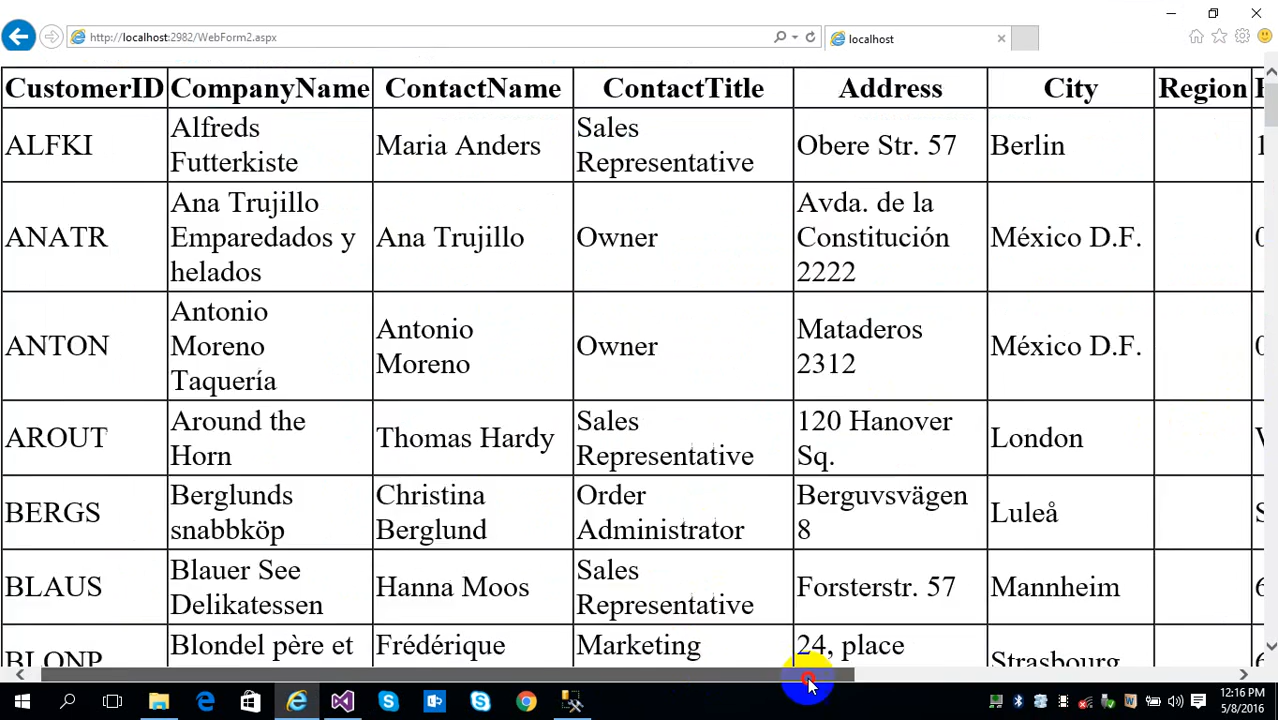 http://localhost:2982/WebForm2.aspx
localhost
CustomerID CompanyName ContactName ContactTitle Address City Region
ALFKI Alfreds Futterkiste Maria Anders Sales Representative Obere Str. 57 Berlin
ANATR Ana Trujillo Emparedados y helados Ana Trujillo Owner Avda. de la Constitución 2222 México D.F.
ANTON Antonio Moreno Taquería Antonio Moreno Owner Mataderos 2312 México D.F.
AROUT Around the Horn Thomas Hardy Sales Representative 120 Hanover Sq. London
BERGS Berglunds snabbköp Christina Berglund Order Administrator Berguvsvägen 8 Luleå
BLAUS Blauer See Delikatessen Hanna Moos Sales Representative Forsterstr. 57 Mannheim
BLONP Blondel père et Frédérique Marketing 24, place Strasbourg
12:16 PM
5/8/2016